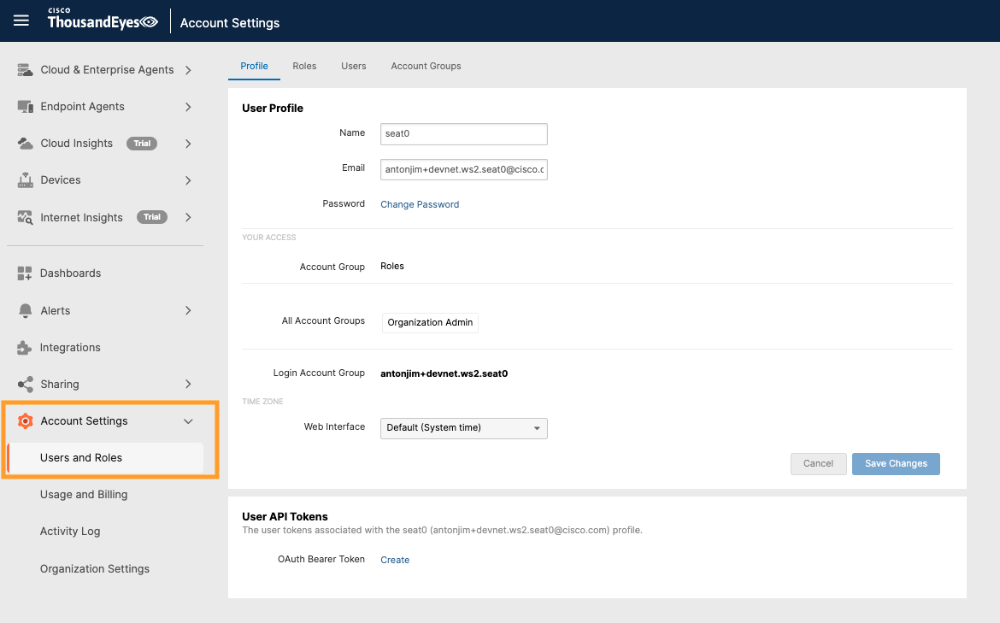 CISCO
ThousandEyes
Account Settings
Cloud & Enterprise Agents
Endpoint Agents
Cloud Insights Trial
Devices
Internet Insights Trial
Dashboards
Alerts
Integrations
Sharing
Account Settings
Users and Roles
Usage and Billing
Activity Log
Organization Settings
Profile Roles Users Account Groups
User Profile
Name seat0
Email antonjim+devnet.ws2.seat0@cisco.c
Password Change Password
YOUR ACCESS
Account Group Roles
All Account Groups Organization Admin
Login Account Group antonjim+devnet.ws2.seat0
TIME ZONE
Web Interface Default (System time)
Cancel Save Changes
User API Tokens
The user tokens associated with the seat0 (antonjim+devnet.ws2.seat0@cisco.com) profile.
OAuth Bearer Token Create